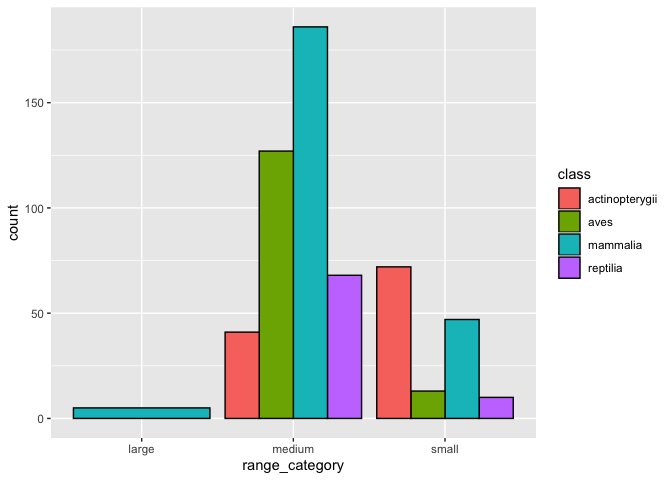 150
100
50
0
count
large medium small
range_category
class
actinopterygii
aves
mammalia
reptilia